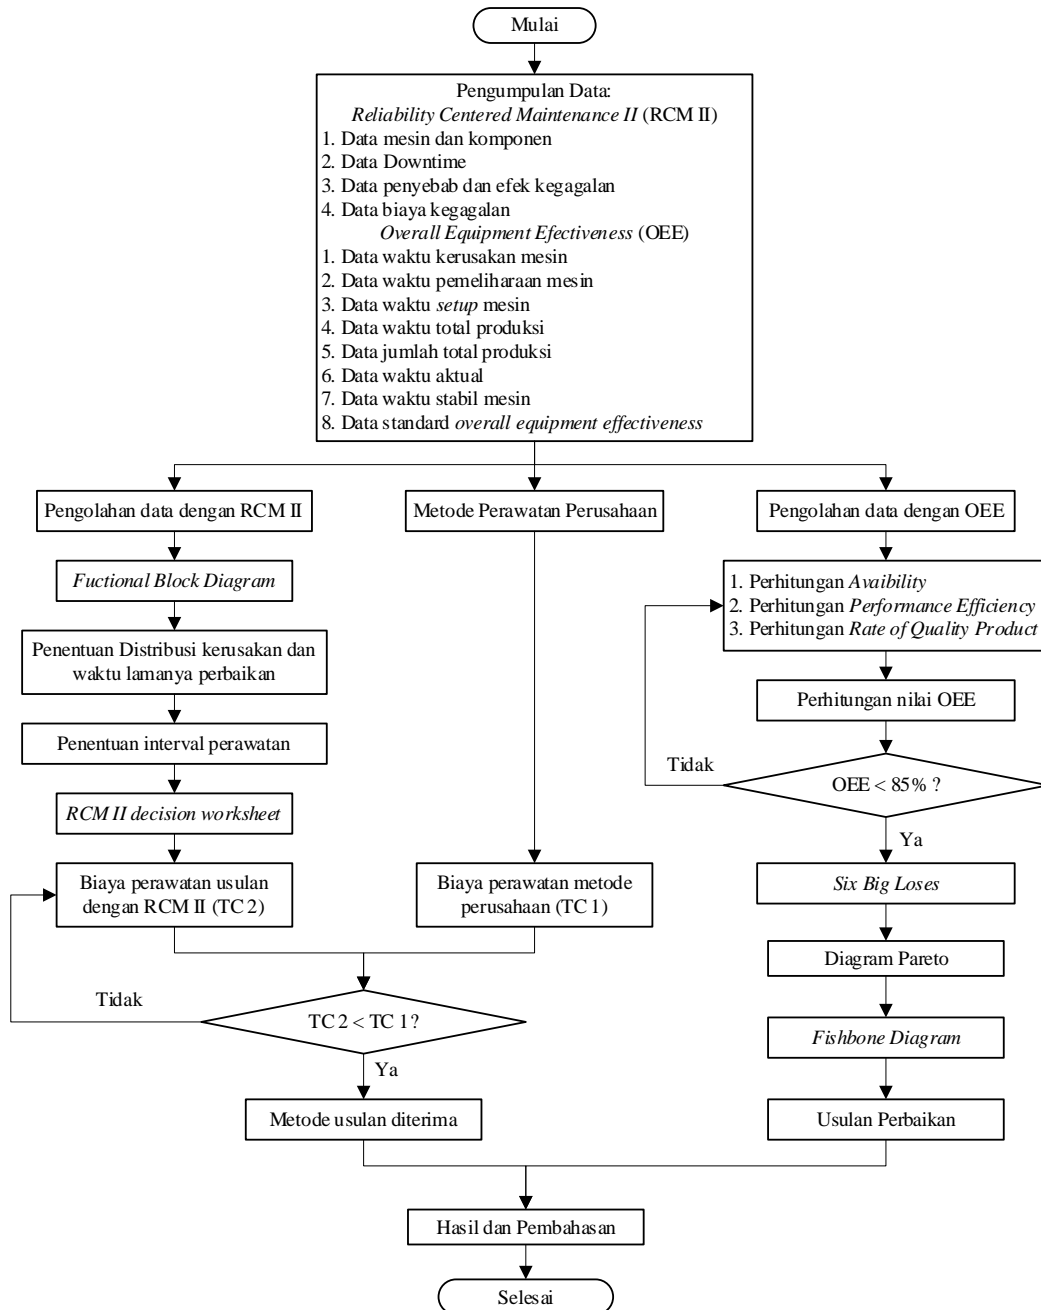 Mulai
Pengumpulan Data:
Reliability Centered Maintenance II (RCM II)
1. Data mesin dan komponen
2. Data Downtime
3. Data penyebab dan efek kegagalan
4. Data biaya kegagalan
Overall Equipment Efectiveness (OEE)
1. Data waktu kerusakan mesin
2. Data waktu pemeliharaan mesin
3. Data waktu setup mesin
4. Data waktu total produksi
5. Data jumlah total produksi
6. Data waktu aktual
7. Data waktu stabil mesin
8. Data standard overall equipment effectiveness
Pengolahan data dengan RCM II
Fuctional Block Diagram
Penentuan Distribusi kerusakan dan
waktu lamanya perbaikan
Penentuan interval perawatan
RCM II decision worksheet
Biaya perawatan usulan
dengan RCM II (TC 2)
Metode Perawatan Perusahaan
Biaya perawatan metode
perusahaan (TC 1)
Tidak
TC 2 < TC 1?
Ya
Metode usulan diterima
Pengolahan data dengan OEE
1. Perhitungan Avaibility
2. Perhitungan Performance Efficiency
3. Perhitungan Rate of Quality Product
Perhitungan nilai OEE
Tidak
OEE < 85% ?
Ya
Six Big Loses
Diagram Pareto
Fishbone Diagram
Usulan Perbaikan
Hasil dan Pembahasan
Selesai